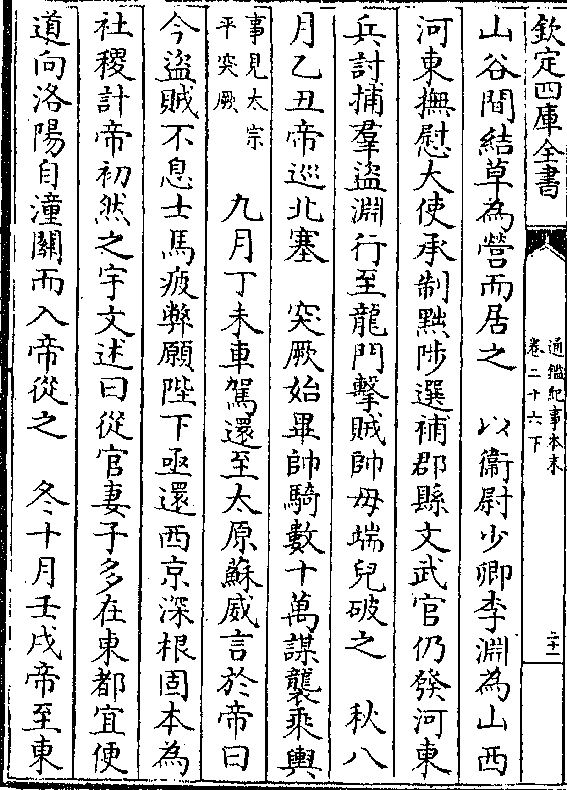 欽定四庫全書
通鑑紀事本末
卷二十六下
二十一
山谷間結草為營而居之　以衞尉少卿李淵為山西
河東撫慰大使承制黜陟選補郡縣文武官仍發河東
兵討捕羣盜淵行至龍門擊賊帥毋端兒破之　秋八
月乙丑帝巡北塞　突厥始畢帥騎數十萬謀襲乘輿
事見太宗
平突厥
九月丁未車駕還至太原蘇威言於帝曰
今盜賊不息士馬疲弊願陛下亟還西京深根固本為
社稷計帝初然之宇文述曰從官妻子多在東都宜便
道向洛陽自潼關而入帝從之　冬十月壬戌帝至東